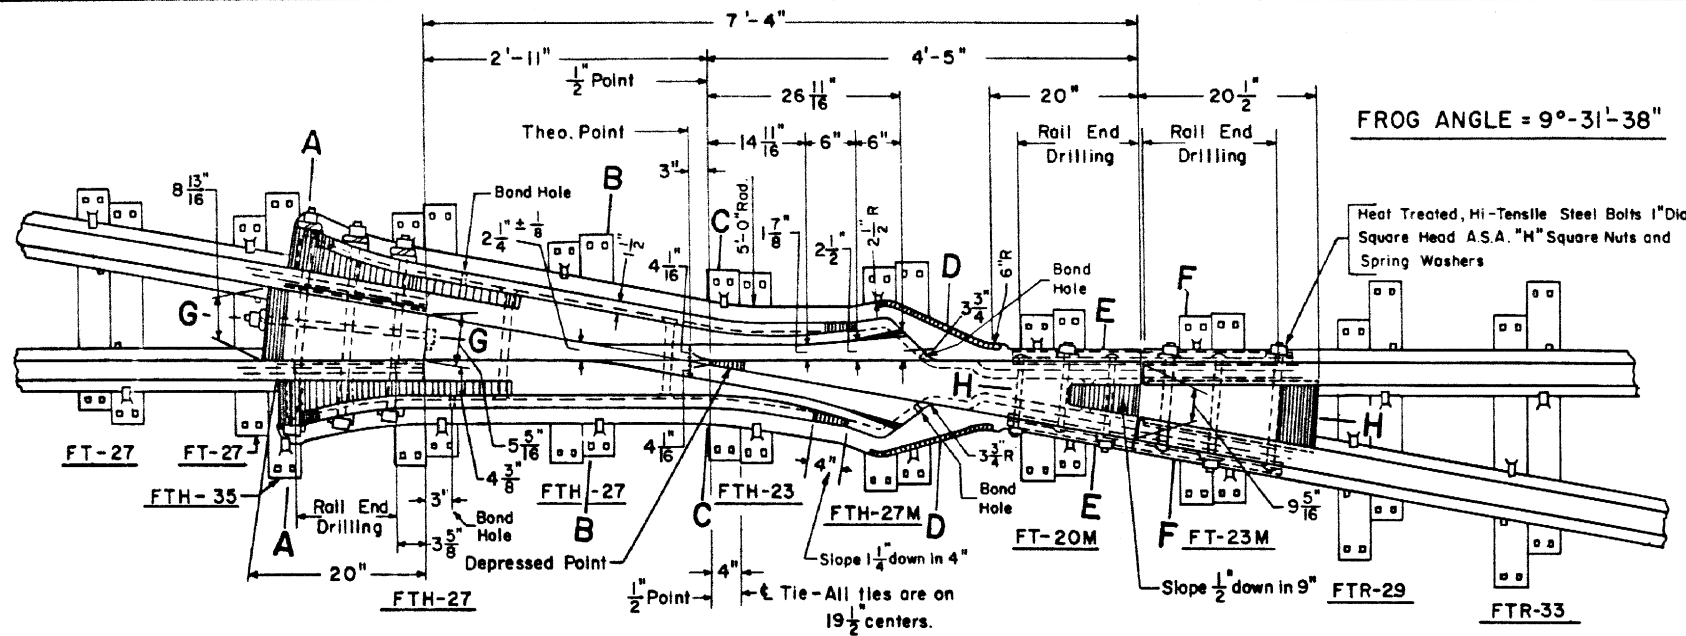 7'-4"
2'-11"
4'-5"
1/2" Point
26 11/16"
20"
20 1/2"
FROG ANGLE = 9°-31'-38"
Theo. Point
14 11/16"
6"
6"
Rail End
Drilling
Rail End
Drilling
A
8 13/16"
3"
Bond Hole
B
C
2 1/4" ± 1/8
1/2"
4 1/16"
5'-0" Rad.
1 7/8"
2 1/2"
2 1/2" R
D
6" R
Bond
Hole
3 3/4"
E
F
Heat Treated, Hi-Tensile Steel Bolts 1" Dia
Square Head A.S.A. "H" Square Nuts and
Spring Washers
G
G
H
H
FT-27
FT-27
FTH-35
5 5/16"
4 3/8"
FTH-27
4 1/16"
FTH-23
4"
3 3/4" R
FTH-27M
Bond
Hole
D
FT-20M
E
F
FT-23M
9 5/16"
A
Rail End
Drilling
3"
Bond
Hole
3 5/8"
B
C
Depressed Point
Slope 1 1/4" down in 4"
Slope 1/2" down in 9"
FTR-29
FTR-33
20"
FTH-27
1/2" Point
4"
℄ Tie-All ties are on
19 1/2" centers.